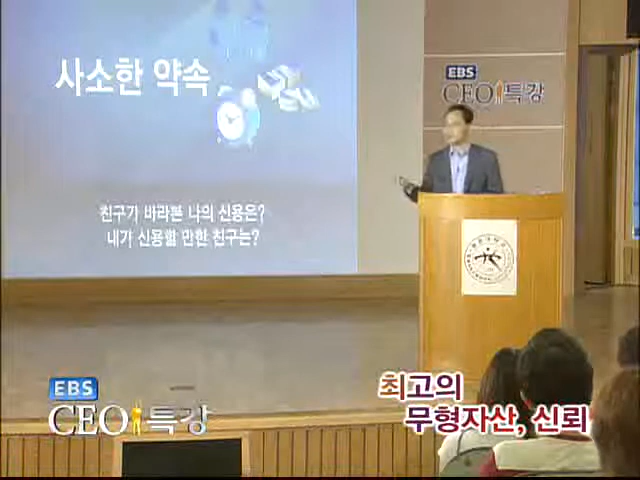 사소한 약속
친구가 바라본 나의 신용은?
내가 신용할 만한 친구는?
EBS
CEO 특강
EBS
CEO 특강
최고의
무형자산, 신뢰